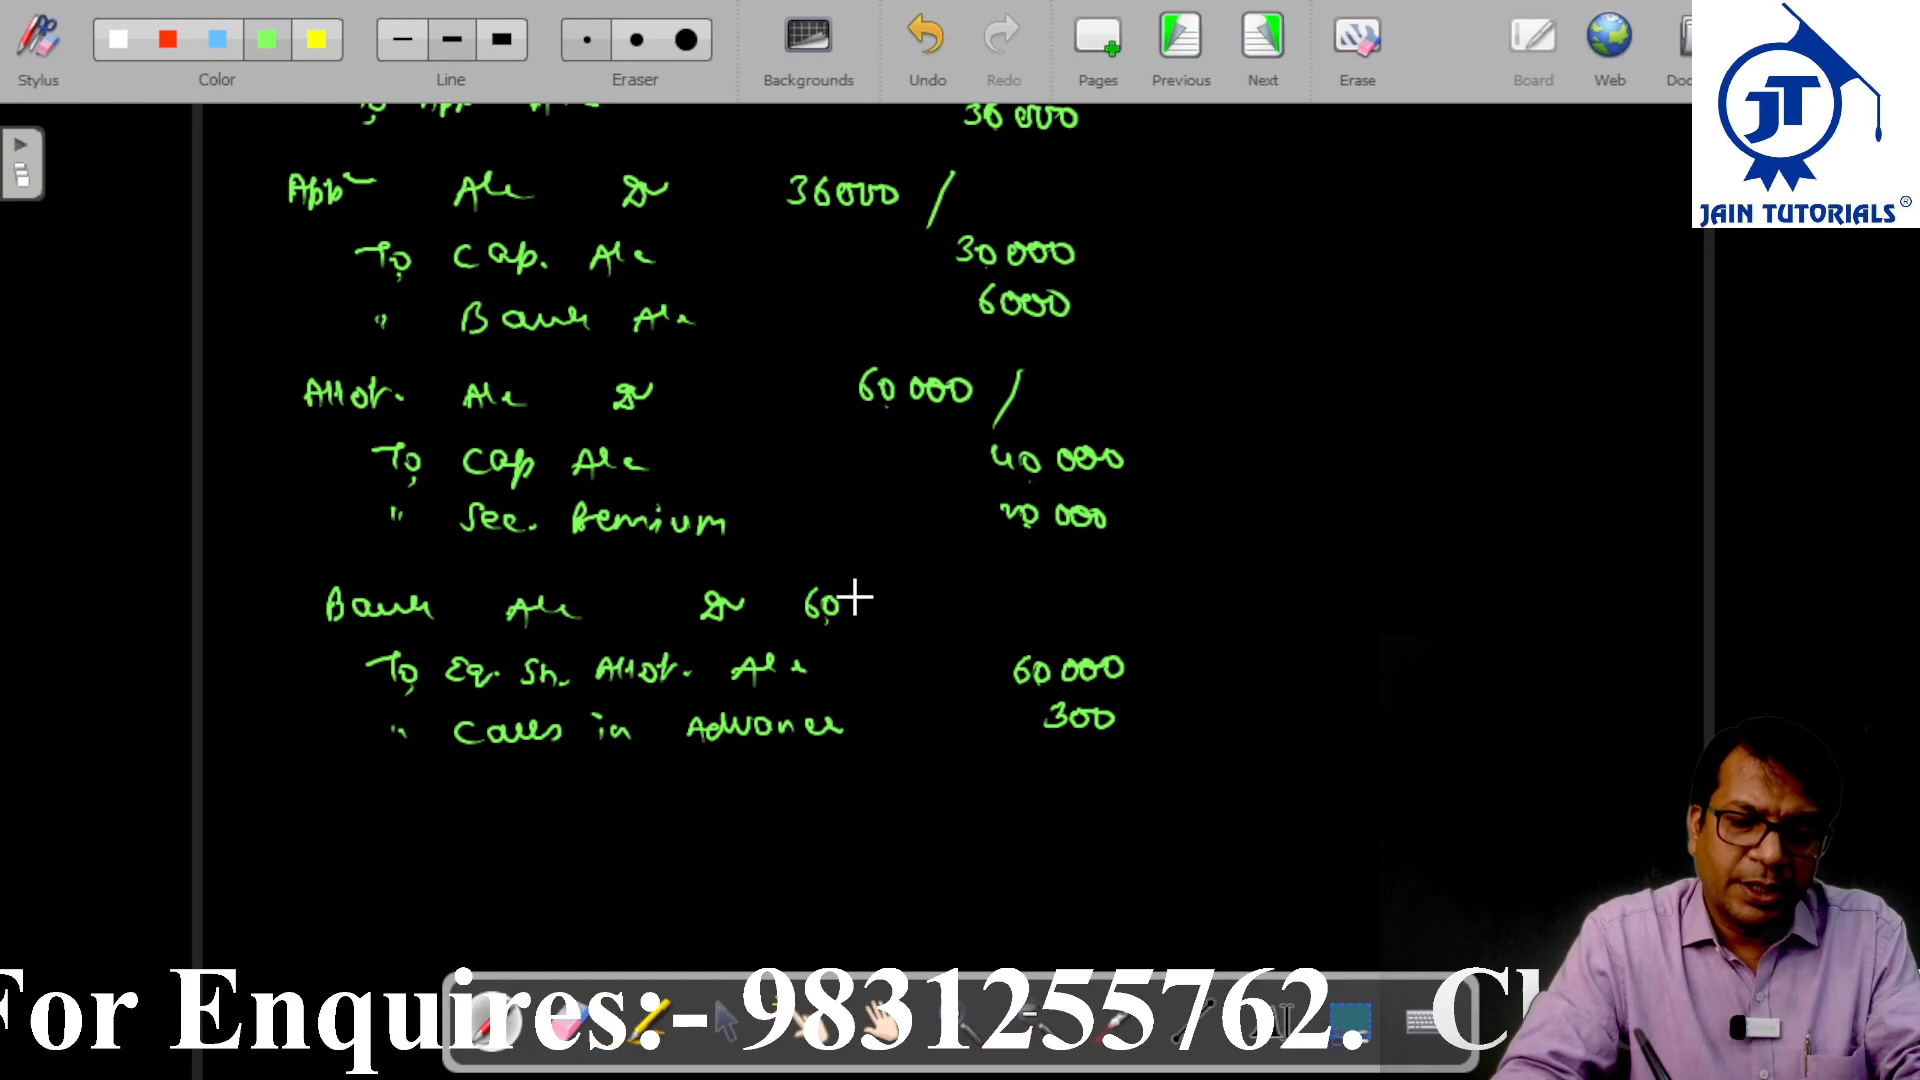 Stylus Color Line Eraser Backgrounds Undo Redo Pages Previous Next Erase Board Web
JT
JAIN TUTORIALS®
To App A/c 36000
App A/c Dr 36000 /
To Cap. A/c 30000
" Bank A/c 6000
Allot. A/c Dr 60000 /
To Cap A/c 40000
" Sec. Premium 20000
Bank A/c Dr 60
To Eq. Sh. Allot. A/c 60000
" Calls in Advance 300
For Enquires:- 9831255762.